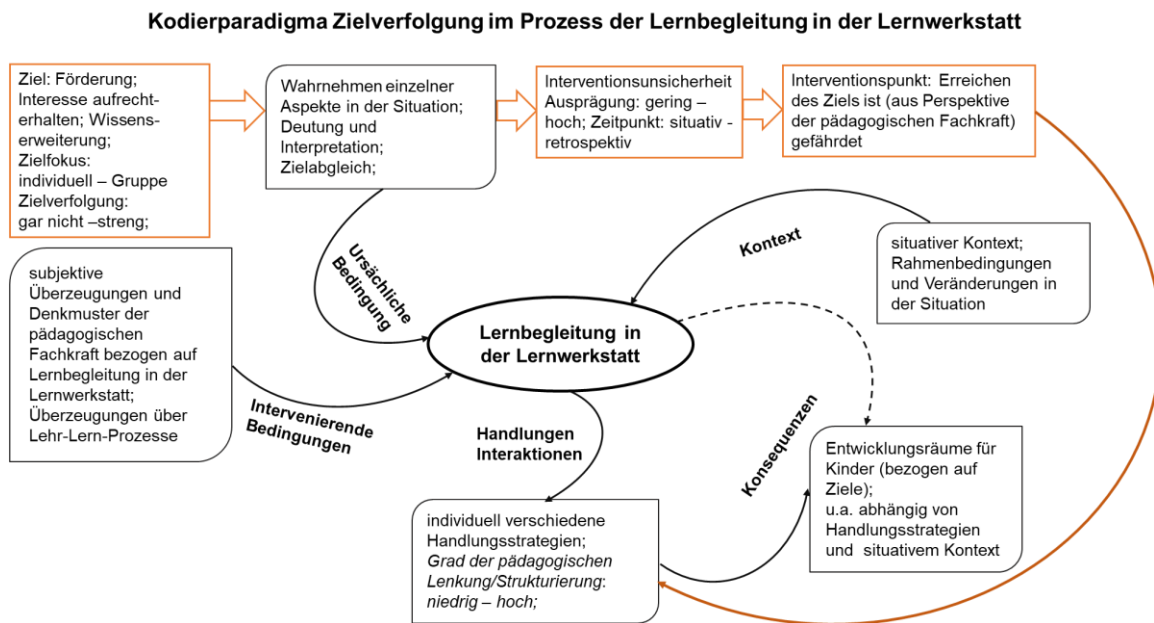 Kodierparadigma Zielverfolgung im Prozess der Lernbegleitung in der Lernwerkstatt
Ziel: Förderung;
Interesse aufrecht-
erhalten; Wissens-
erweiterung;
Zielfokus:
individuell – Gruppe
Zielverfolgung:
gar nicht –streng;
Wahrnehmen einzelner
Aspekte in der Situation;
Deutung und
Interpretation;
Zielabgleich;
Interventionsunsicherheit
Ausprägung: gering –
hoch; Zeitpunkt: situativ -
retrospektiv
Interventionspunkt: Erreichen
des Ziels ist (aus Perspektive
der pädagogischen Fachkraft)
gefährdet
Ursächliche
Bedingung
Kontext
situativer Kontext;
Rahmenbedingungen
und Veränderungen in
der Situation
subjektive
Überzeugungen und
Denkmuster der
pädagogischen
Fachkraft bezogen auf
Lernbegleitung in der
Lernwerkstatt;
Überzeugungen über
Lehr-Lern-Prozesse
Lernbegleitung in
der Lernwerkstatt
Intervenierende
Bedingungen
Handlungen
Interaktionen
Konsequenzen
Entwicklungsräume für
Kinder (bezogen auf
Ziele);
u.a. abhängig von
Handlungsstrategien
und situativem Kontext
individuell verschiedene
Handlungsstrategien;
Grad der pädagogischen
Lenkung/Strukturierung:
niedrig – hoch;